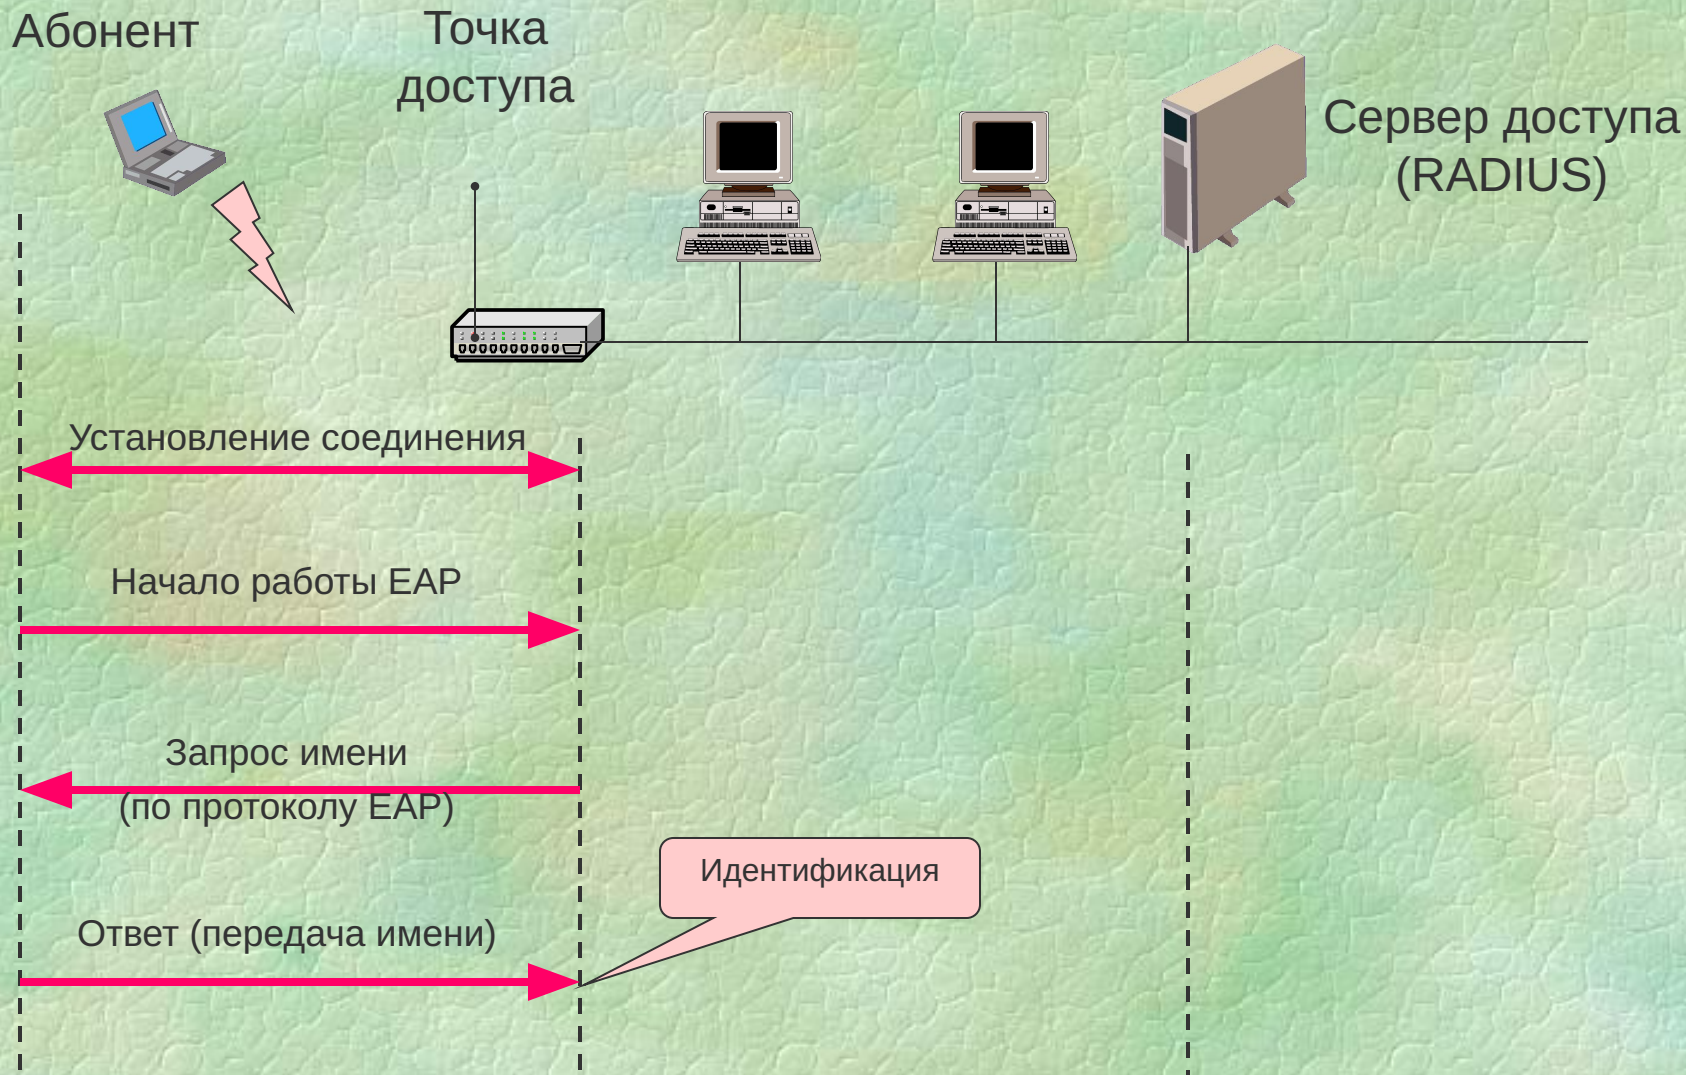 Абонент
Точка
доступа
Сервер доступа
(RADIUS)
Установление соединения
Начало работы EAP
Запрос имени
(по протоколу EAP)
Идентификация
Ответ (передача имени)